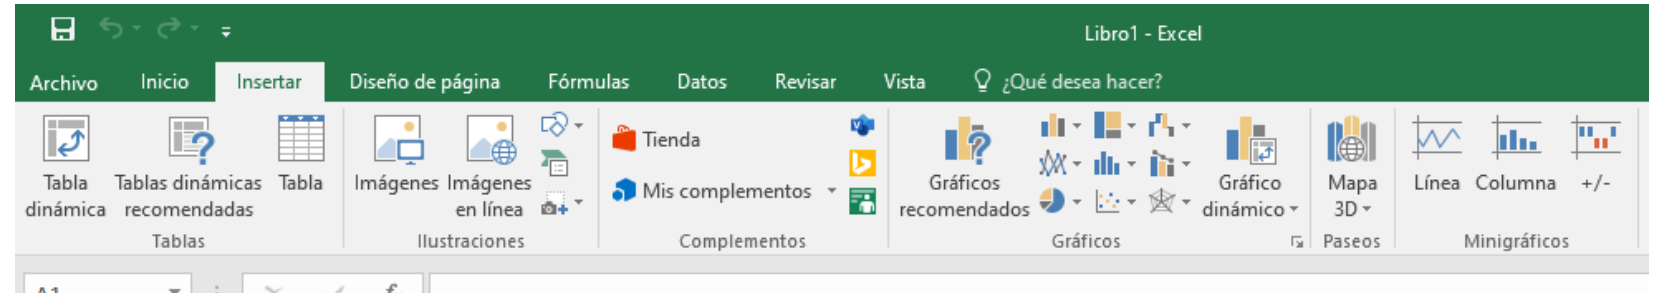 Libro1 - Excel
Archivo Inicio Insertar Diseño de página Fórmulas Datos Revisar Vista ¿Qué desea hacer?
Tabla dinámica
Tablas dinámicas recomendadas
Tabla
Imágenes
Imágenes en línea
Tienda
Mis complementos
Gráficos recomendados
Gráfico dinámico
Mapa 3D
Línea
Columna
+/-
Tablas
Ilustraciones
Complementos
Gráficos
Paseos
Minigráficos